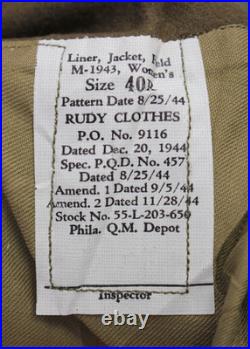 Liner, Jacket, Field
M-1943, Women's
Size 40R
Pattern Date 8/25/44
RUDY CLOTHES
P.O. No. 9116
Dated Dec. 20, 1944
Spec. P.Q.D. No. 457
Dated 8/25/44
Amend. 1 Dated 9/5/44
Amend. 2 Dated 11/28/44
Stock No. 55-L-203-650
Phila. Q.M. Depot
Inspector